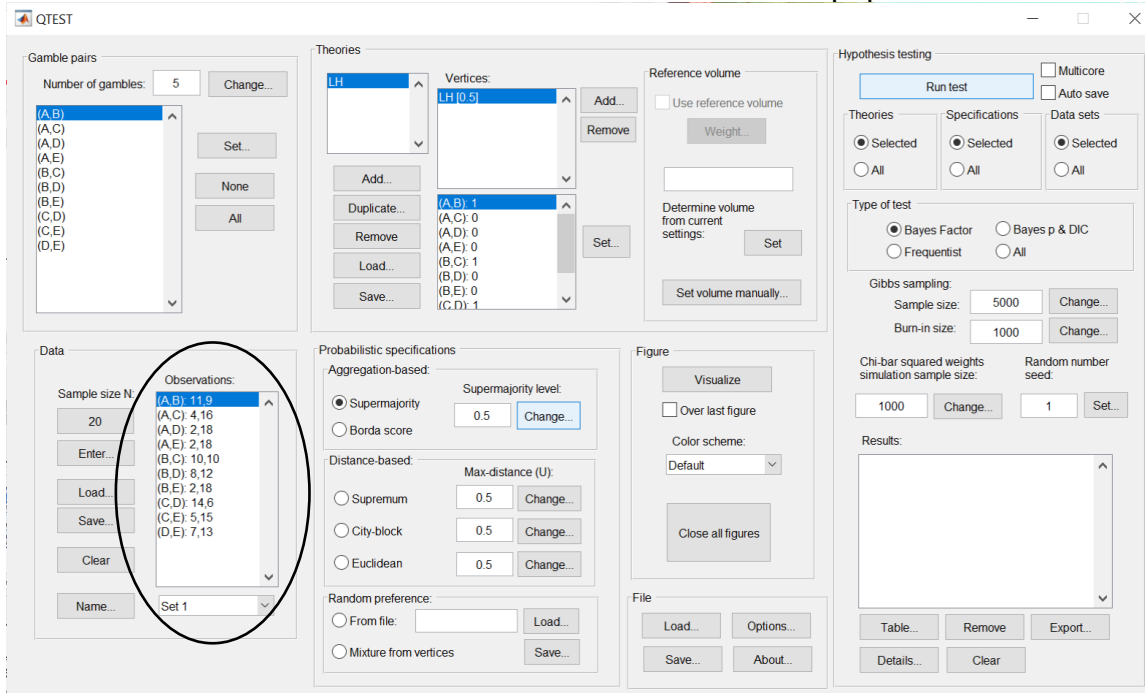 QTEST
Gamble pairs
Number of gambles: 5 Change...
(A,B)
(A,C)
(A,D)
(A,E)
(B,C)
(B,D)
(B,E)
(C,D)
(C,E)
(D,E)
Set...
None
All
Theories
LH
Add...
Duplicate...
Remove
Load...
Save...
Vertices:
LH [0.5]
Add...
Remove
(A,B): 1
(A,C): 0
(A,D): 0
(A,E): 0
(B,C): 1
(B,D): 0
(B,E): 0
(C,D): 1
Set...
Reference volume
Use reference volume
Weight...
Determine volume
from current
settings:
Set
Set volume manually...
Hypothesis testing
Run test
Multicore
Auto save
Theories
Selected
All
Specifications
Selected
All
Data sets
Selected
All
Type of test
Bayes Factor Bayes p & DIC
Frequentist All
Gibbs sampling:
Sample size: 5000 Change...
Burn-in size: 1000 Change...
Chi-bar squared weights
simulation sample size:
1000 Change...
Random number
seed:
1 Set...
Results:
Table... Remove Export...
Details... Clear
Data
Sample size N:
20
Enter...
Load...
Save...
Clear
Name...
Observations:
(A,B): 11,9
(A,C): 4,16
(A,D): 2,18
(A,E): 2,18
(B,C): 10,10
(B,D): 8,12
(B,E): 2,18
(C,D): 14,6
(C,E): 5,15
(D,E): 7,13
Set 1
Probabilistic specifications
Aggregation-based:
Supermajority level:
Supermajority 0.5 Change...
Borda score
Distance-based:
Max-distance (U):
Supremum 0.5 Change...
City-block 0.5 Change...
Euclidean 0.5 Change...
Random preference:
From file: Load...
Mixture from vertices Save...
Figure
Visualize
Over last figure
Color scheme:
Default
Close all figures
File
Load... Options...
Save... About...